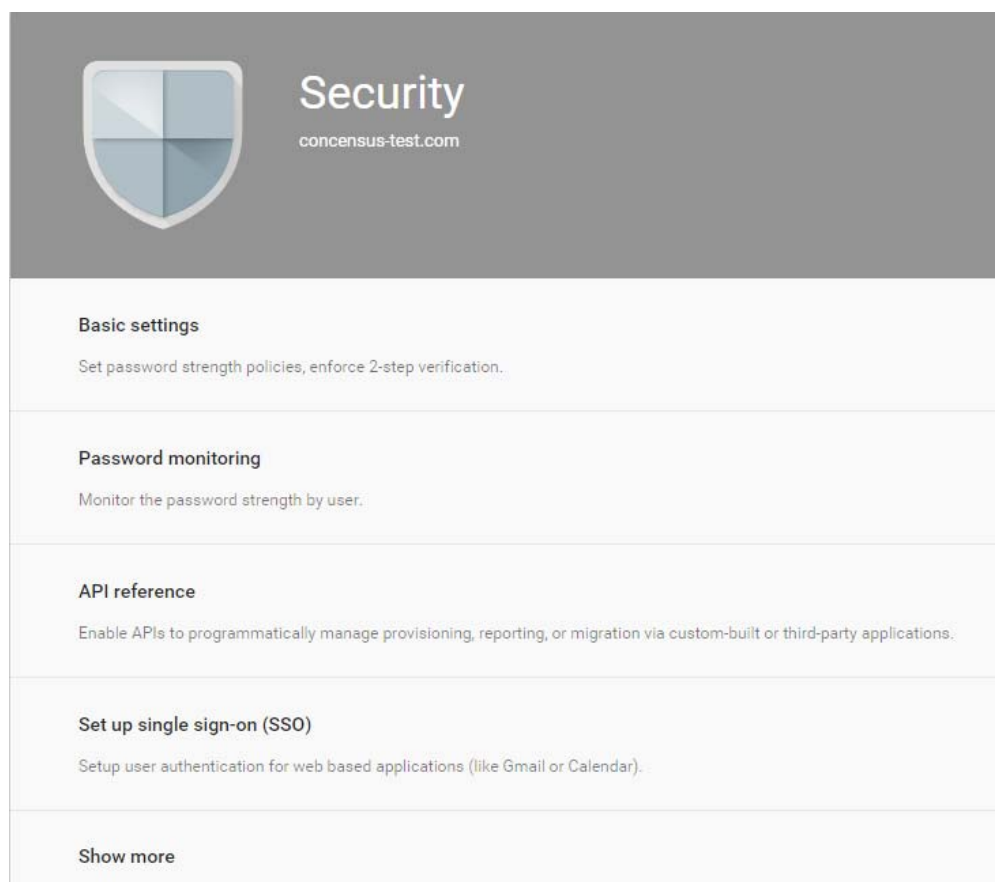 Security
concensus-test.com
Basic settings
Set password strength policies, enforce 2-step verification.
Password monitoring
Monitor the password strength by user.
API reference
Enable APIs to programmatically manage provisioning, reporting, or migration via custom-built or third-party applications.
Set up single sign-on (SSO)
Setup user authentication for web based applications (like Gmail or Calendar).
Show more